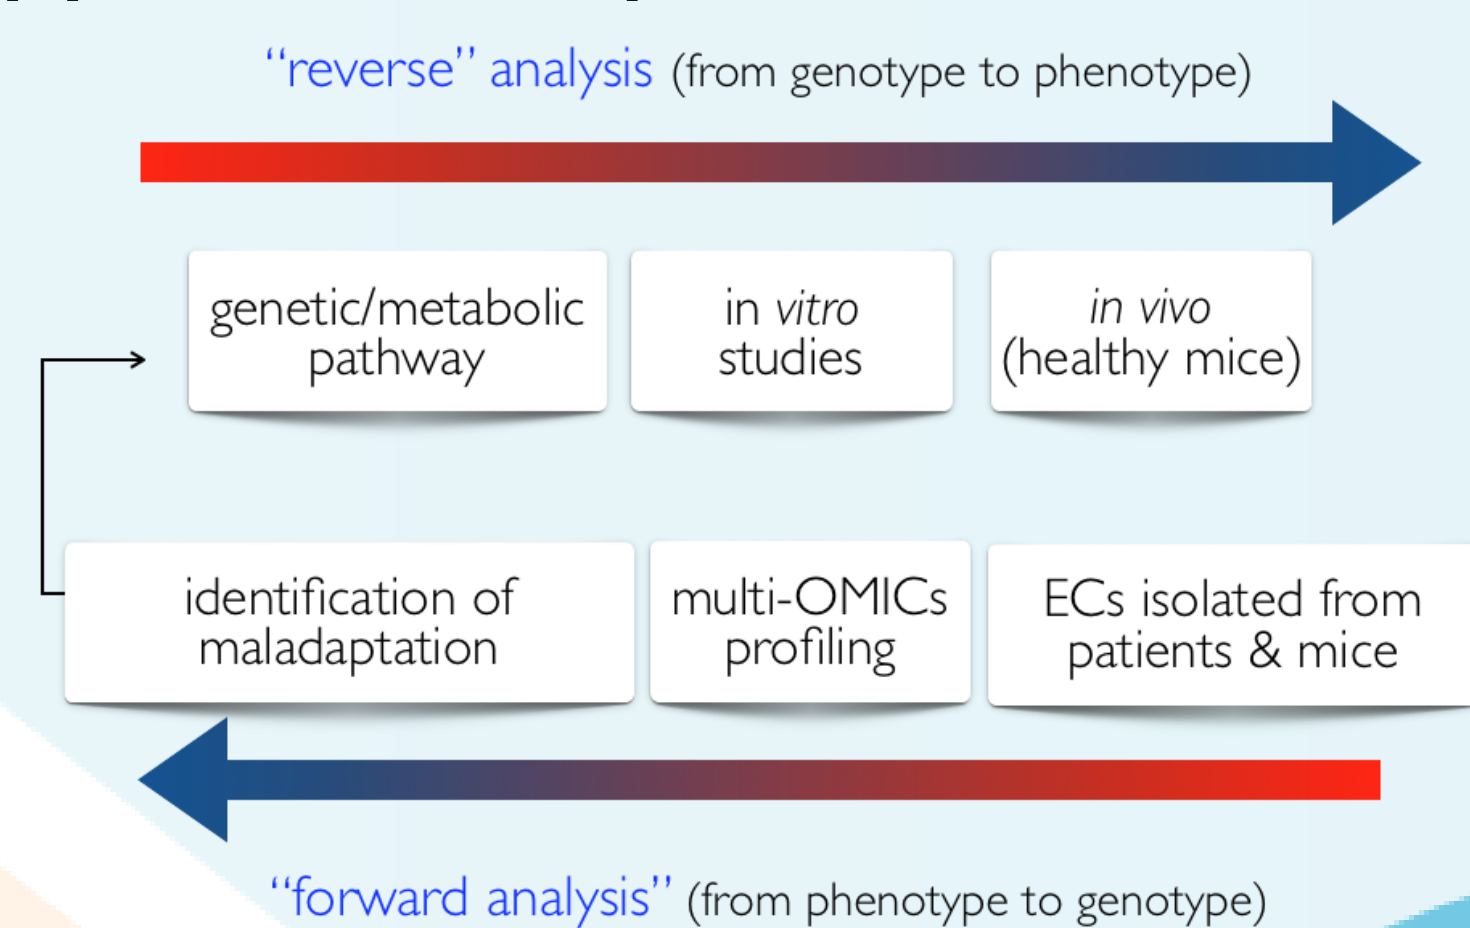 “reverse” analysis (from genotype to phenotype)
genetic/metabolic
pathway
in vitro
studies
in vivo
(healthy mice)
identification of
maladaptation
multi-OMICs
profiling
ECs isolated from
patients & mice
“forward analysis” (from phenotype to genotype)